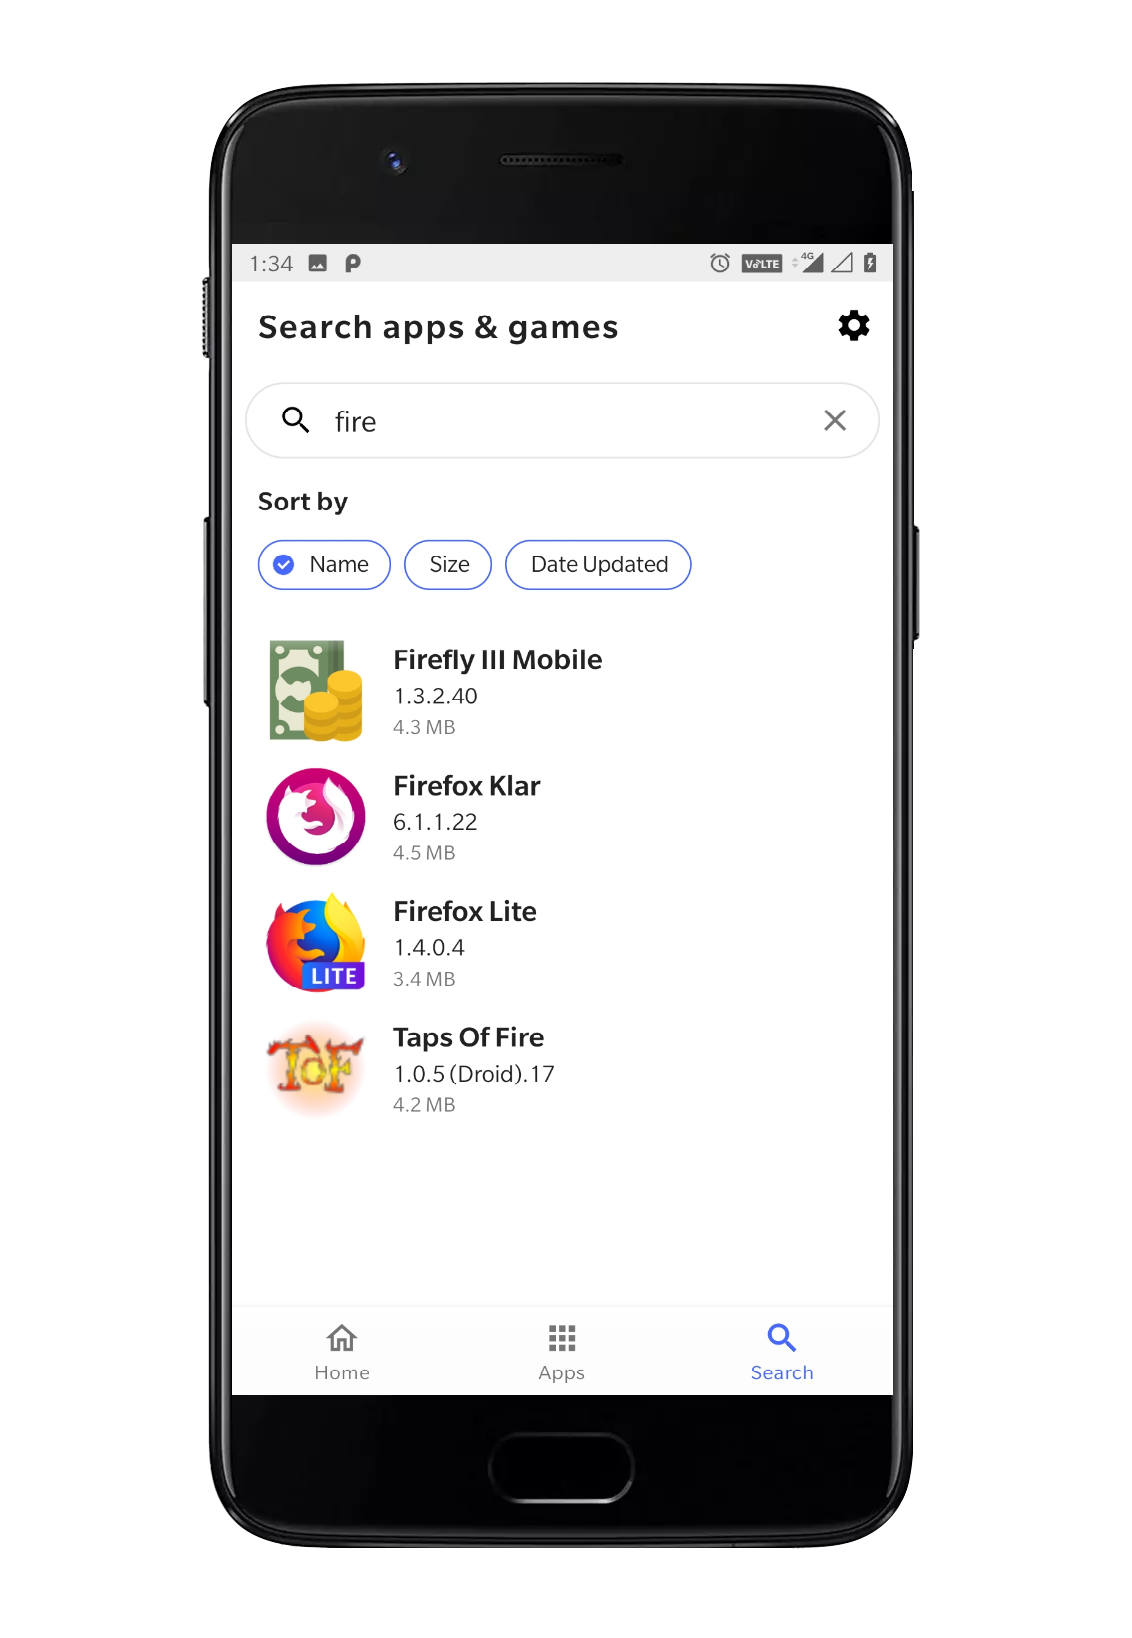 1:34 VoLTE 4G
Search apps & games
fire
Sort by
Name Size Date Updated
Firefly III Mobile
1.3.2.40
4.3 MB
Firefox Klar
6.1.1.22
4.5 MB
Firefox Lite
1.4.0.4
3.4 MB
LITE
Taps Of Fire
1.0.5 (Droid).17
4.2 MB
ToF
Home Apps Search